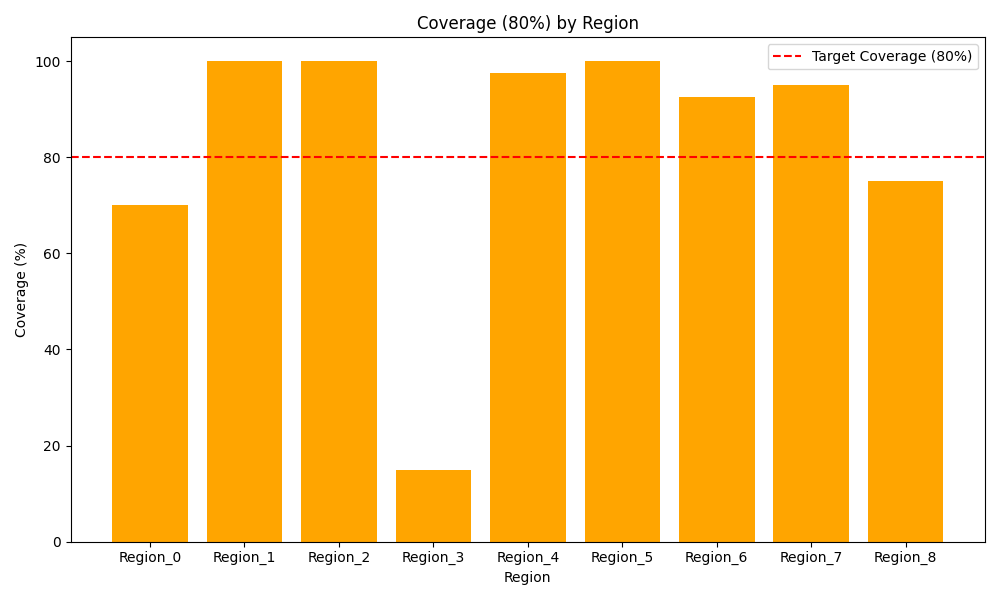 Coverage (80%) by Region
Target Coverage (80%)
Coverage (%)
100
80
60
40
20
0
Region_0 Region_1 Region_2 Region_3 Region_4 Region_5 Region_6 Region_7 Region_8
Region